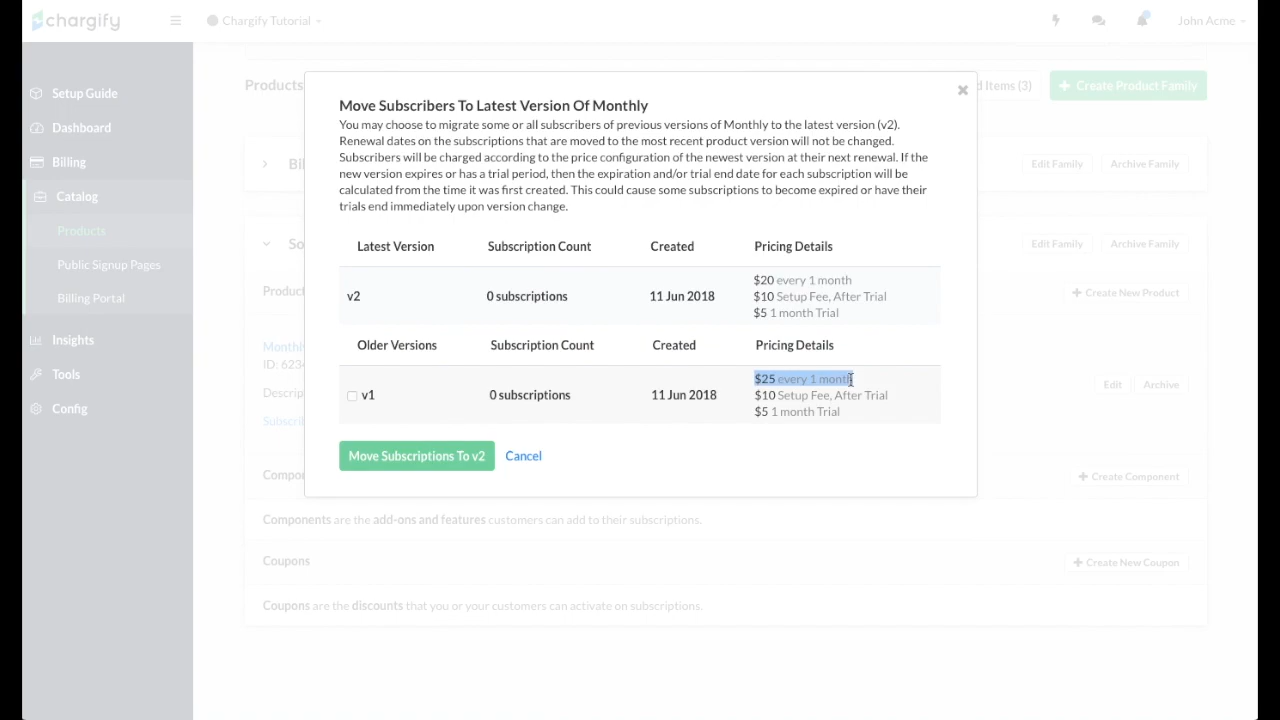 chargify
Chargify Tutorial
John Acme
Setup Guide
Dashboard
Billing
Catalog
Products
Public Signup Pages
Billing Portal
Insights
Tools
Config
Products
d Items (3)
+ Create Product Family
Bil
Edit Family
Archive Family
So
Edit Family
Archive Family
Product
+ Create New Product
Monthly
ID: 6234
Edit
Archive
Descrip
Subscrib
Compon
+ Create Component
Components are the add-ons and features customers can add to their subscriptions.
Coupons
+ Create New Coupon
Coupons are the discounts that you or your customers can activate on subscriptions.
Move Subscribers To Latest Version Of Monthly
You may choose to migrate some or all subscribers of previous versions of Monthly to the latest version (v2).
Renewal dates on the subscriptions that are moved to the most recent product version will not be changed.
Subscribers will be charged according to the price configuration of the newest version at their next renewal. If the
new version expires or has a trial period, then the expiration and/or trial end date for each subscription will be
calculated from the time it was first created. This could cause some subscriptions to become expired or have their
trials end immediately upon version change.
Latest Version Subscription Count Created Pricing Details
v2 0 subscriptions 11 Jun 2018
$20 every 1 month
$10 Setup Fee, After Trial
$5 1 month Trial
Older Versions Subscription Count Created Pricing Details
v1 0 subscriptions 11 Jun 2018
$25 every 1 month
$10 Setup Fee, After Trial
$5 1 month Trial
Move Subscriptions To v2
Cancel